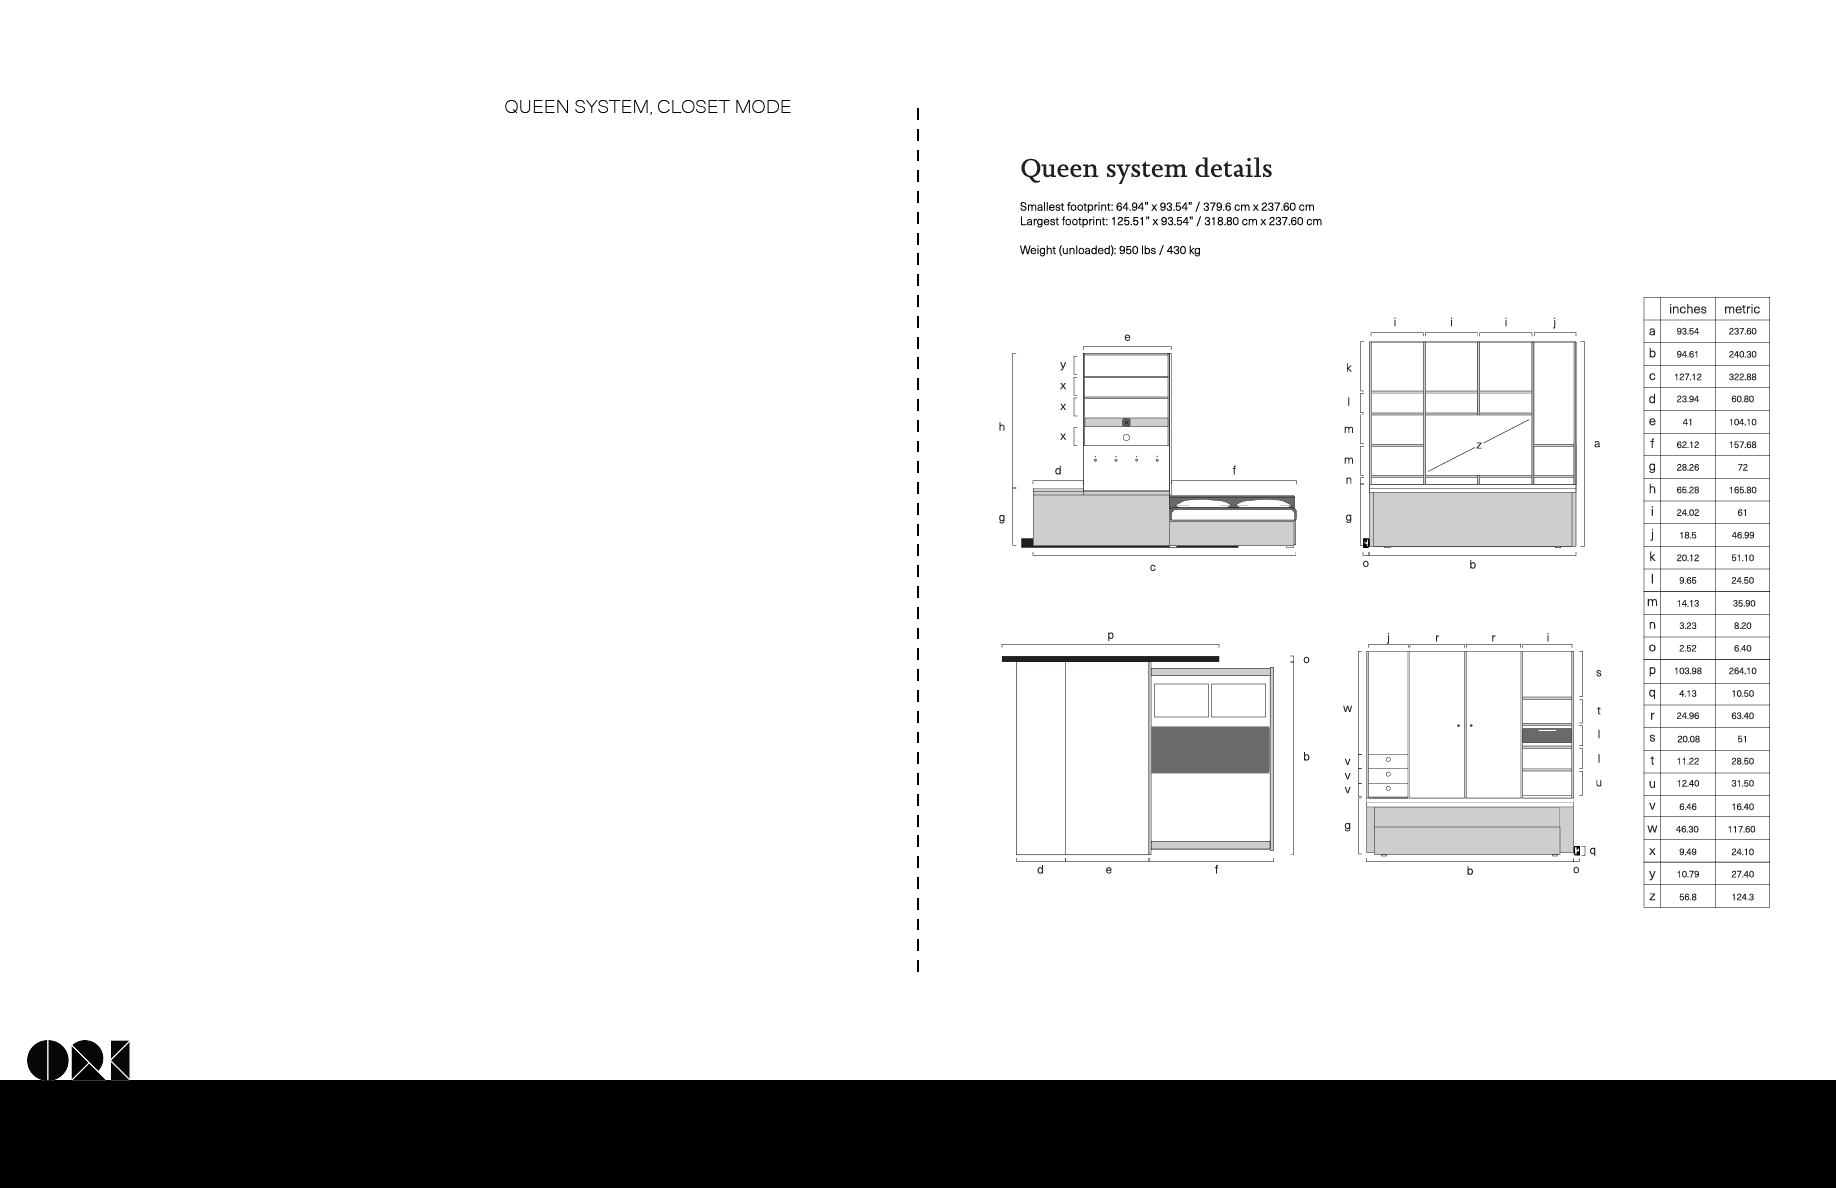 QUEEN SYSTEM, CLOSET MODE
Queen system details
Smallest footprint: 64.94” x 93.54” / 379.6 cm x 237.60 cm
Largest footprint: 125.51” x 93.54” / 318.80 cm x 237.60 cm
Weight (unloaded): 950 lbs / 430 kg
e
y
x
x
x
h
d
f
g
c
i i i j
k
l
m
z
a
m
n
g
o b
p
o
b
d e f
j r r i
s
w
t
l
v
l
v
u
v
g
q
b o
inches metric
a 93.54 237.60
b 94.61 240.30
c 127.12 322.88
d 23.94 60.80
e 41 104.10
f 62.12 157.68
g 28.26 72
h 65.28 165.80
i 24.02 61
j 18.5 46.99
k 20.12 51.10
l 9.65 24.50
m 14.13 35.90
n 3.23 8.20
o 2.52 6.40
p 103.98 264.10
q 4.13 10.50
r 24.96 63.40
s 20.08 51
t 11.22 28.50
u 12.40 31.50
v 6.46 16.40
w 46.30 117.60
x 9.49 24.10
y 10.79 27.40
z 56.8 124.3
ORI